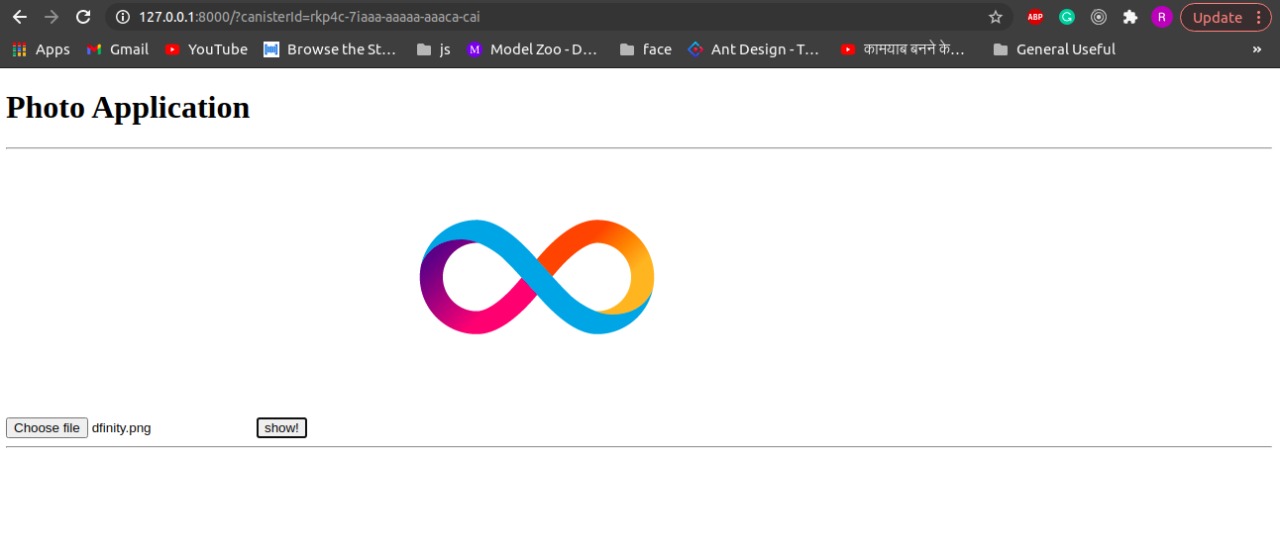 127.0.0.1:8000/?canisterId=rkp4c-7iaaa-aaaaa-aaaca-cai ABP G R Update
Apps Gmail YouTube Browse the St... js M Model Zoo - D... face Ant Design - T... कामयाब बनने के... General Useful »
Photo Application
Choose file dfinity.png show!